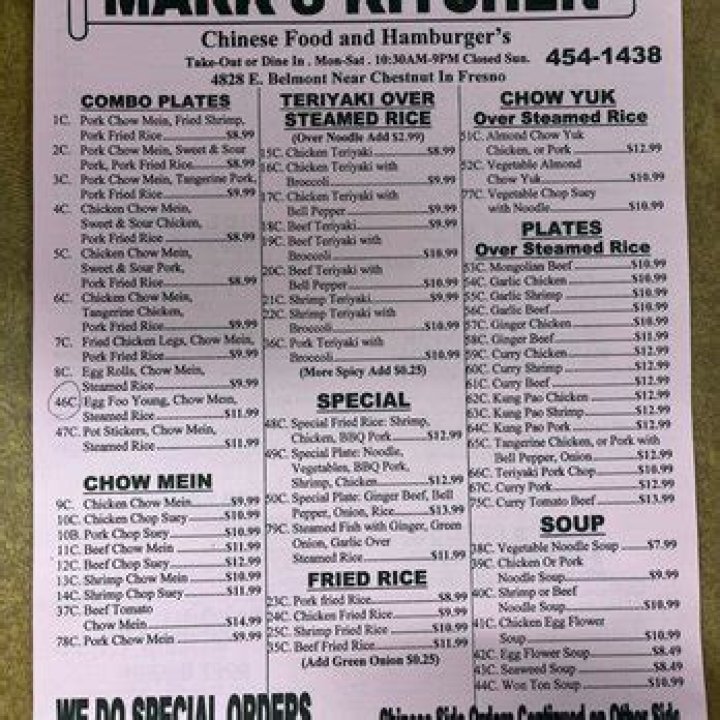 MARK'S KITCHEN
Chinese Food and Hamburger's
Take-Out or Dine In . Mon-Sat . 10:30AM-9PM Closed Sun. 454-1438
4828 E. Belmont Near Chestnut In Fresno
COMBO PLATES
1C. Pork Chow Mein, Fried Shrimp,
Pork Fried Rice $8.99
2C. Pork Chow Mein, Sweet & Sour
Pork, Pork Fried Rice $8.99
3C. Pork Chow Mein, Tangerine Pork,
Pork Fried Rice $9.99
4C. Chicken Chow Mein,
Sweet & Sour Chicken,
Pork Fried Rice $8.99
5C. Chicken Chow Mein,
Sweet & Sour Pork,
Pork Fried Rice $8.99
6C. Chicken Chow Mein,
Tangerine Chicken,
Pork Fried Rice $9.99
7C. Fried Chicken Legs, Chow Mein,
Pork Fried Rice $9.99
8C. Egg Rolls, Chow Mein,
Steamed Rice $9.99
46C. Egg Foo Young, Chow Mein,
Steamed Rice $11.99
47C. Pot Stickers, Chow Mein,
Steamed Rice $11.99
CHOW MEIN
9C. Chicken Chow Mein $9.99
10C. Chicken Chop Suey $10.99
10B. Pork Chop Suey $10.99
11C. Beef Chow Mein $11.99
12C. Beef Chop Suey $12.99
13C. Shrimp Chow Mein $10.99
14C. Shrimp Chop Suey $11.99
37C. Beef Tomato
Chow Mein $14.99
78C. Pork Chow Mein $9.99
TERIYAKI OVER
STEAMED RICE
(Over Noodle Add $2.99)
15C. Chicken Teriyaki $8.99
16C. Chicken Teriyaki with
Broccoli $9.99
17C. Chicken Teriyaki with
Bell Pepper $9.99
18C. Beef Teriyaki $9.99
19C. Beef Teriyaki with
Broccoli $10.99
20C. Beef Teriyaki with
Bell Pepper $10.99
21C. Shrimp Teriyaki $9.99
22C. Shrimp Teriyaki with
Broccoli $10.99
36C. Pork Teriyaki with
Broccoli $10.99
(More Spicy Add $0.25)
SPECIAL
48C. Special Fried Rice: Shrimp,
Chicken, BBQ Pork $12.99
49C. Special Plate: Noodle,
Vegetables, BBQ Pork,
Shrimp, Chicken $12.99
50C. Special Plate: Ginger Beef, Bell
Pepper, Onion, Rice $13.99
79C. Steamed Fish with Ginger, Green
Onion, Garlic Over
Steamed Rice $11.99
FRIED RICE
23C. Pork fried Rice $8.99
24C. Chicken Fried Rice $9.99
25C. Shrimp Fried Rice $10.99
35C. Beef Fried Rice $11.99
(Add Green Onion $0.25)
CHOW YUK
Over Steamed Rice
51C. Almond Chow Yuk
Chicken, or Pork $12.99
52C. Vegetable Almond
Chow Yuk $10.99
77C. Vegetable Chop Suey
with Noodle $10.99
PLATES
Over Steamed Rice
53C. Mongolian Beef $10.99
54C. Garlic Chicken $10.99
55C. Garlic Shrimp $10.99
56C. Garlic Beef $10.99
57C. Ginger Chicken $10.99
58C. Ginger Beef $11.99
59C. Curry Chicken $12.99
60C. Curry Shrimp $12.99
61C. Curry Beef $12.99
62C. Kung Pao Chicken $12.99
63C. Kung Pao Shrimp $12.99
64C. Kung Pao Pork $12.99
65C. Tangerine Chicken, or Pork with
Bell Pepper, Onion $12.99
66C. Teriyaki Pork Chop $10.99
67C. Curry Pork $12.99
75C. Curry Tomato Beef $13.99
SOUP
38C. Vegetable Noodle Soup $7.99
39C. Chicken Or Pork
Noodle Soup $9.99
40C. Shrimp or Beef
Noodle Soup $10.99
41C. Chicken Egg Flower
Soup $10.99
42C. Egg Flower Soup $8.49
43C. Seaweed Soup $8.49
44C. Won Ton Soup $10.99
WE DO SPECIAL ORDERS
Chinese Side Orders Continued on Other Side